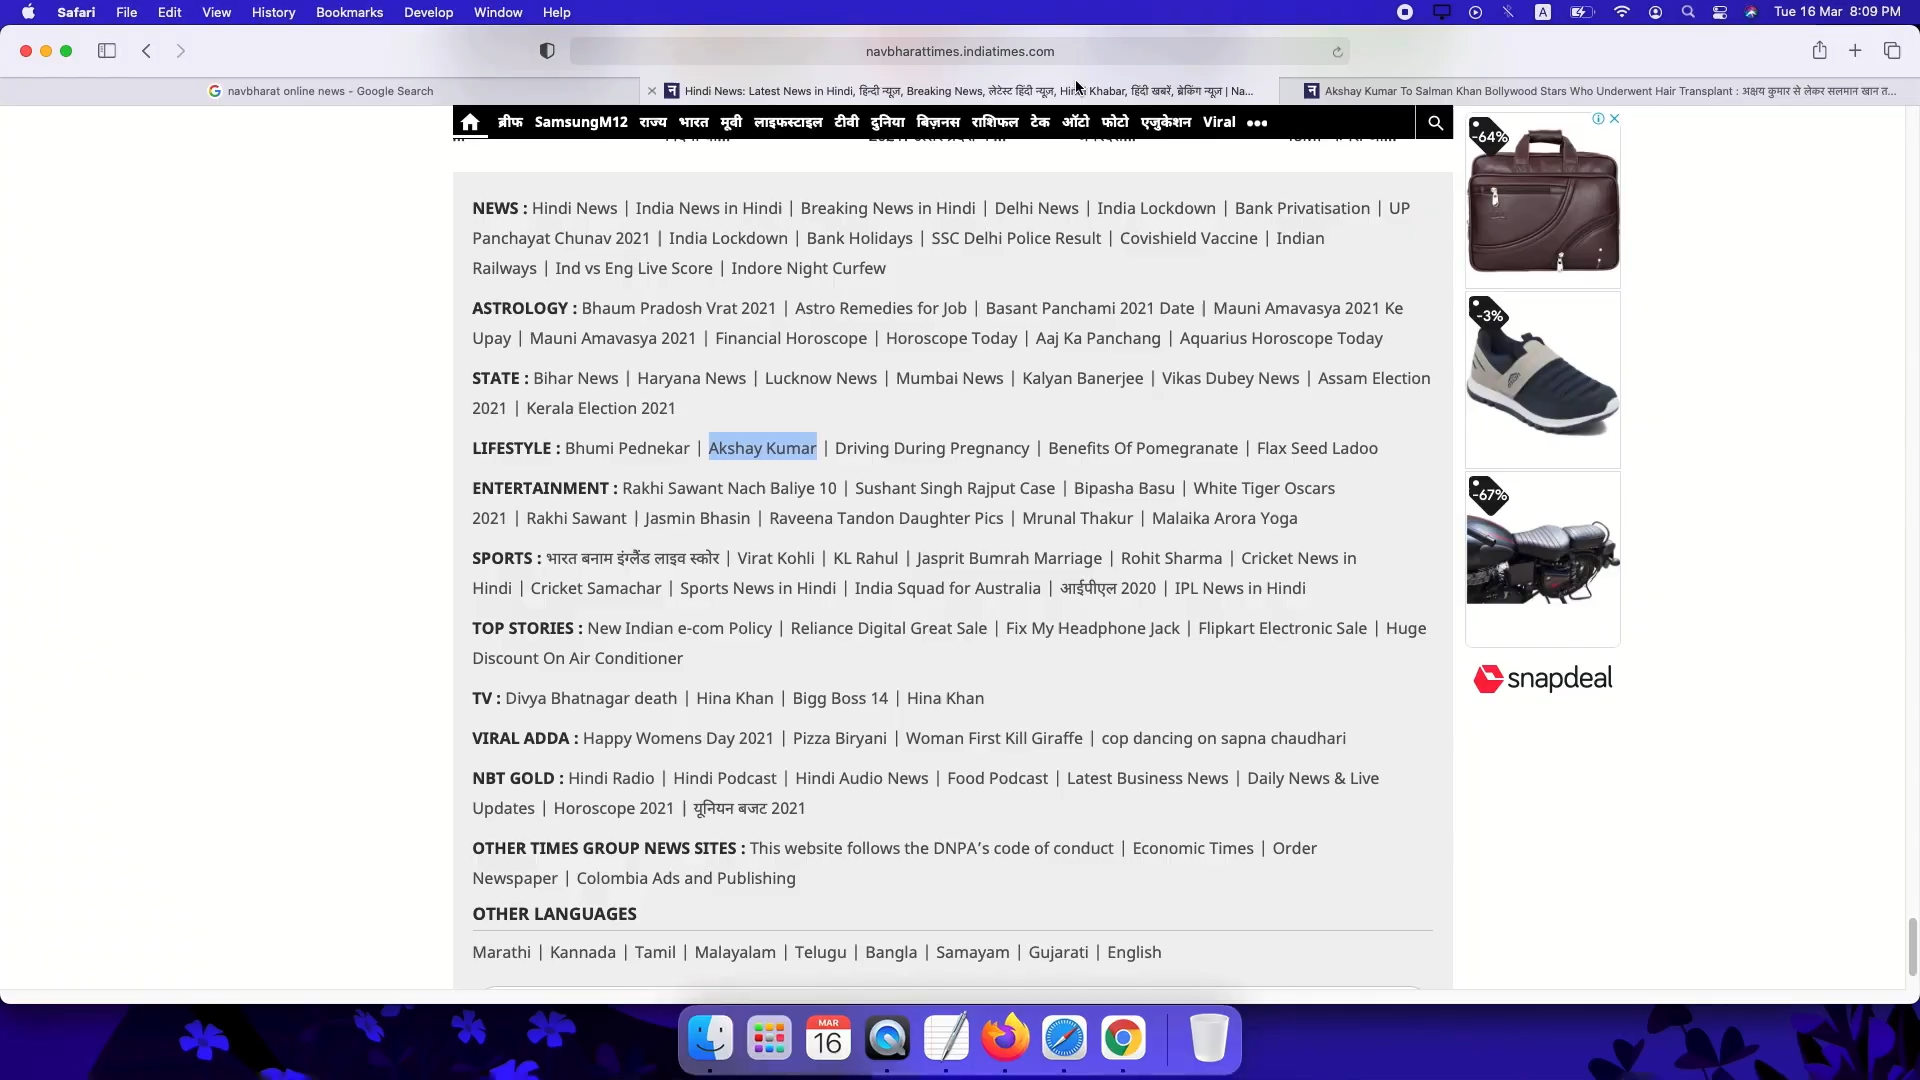 Safari File Edit View History Bookmarks Develop Window Help A Tue 16 Mar 8:09 PM
navbharattimes.indiatimes.com
navbharat online news - Google Search
Hindi News: Latest News in Hindi, हिन्दी न्यूज़, Breaking News, लेटेस्ट हिंदी न्यूज़, Hindi Khabar, हिंदी खबरें, ब्रेकिंग न्यूज़ | Na...
Akshay Kumar To Salman Khan Bollywood Stars Who Underwent Hair Transplant : अक्षय कुमार से लेकर सलमान खान त...
ब्रीफ SamsungM12 राज्य भारत मूवी लाइफस्टाइल टीवी दुनिया बिज़नस राशिफल टेक ऑटो फोटो एजुकेशन Viral •••
NEWS : Hindi News | India News in Hindi | Breaking News in Hindi | Delhi News | India Lockdown | Bank Privatisation | UP
Panchayat Chunav 2021 | India Lockdown | Bank Holidays | SSC Delhi Police Result | Covishield Vaccine | Indian
Railways | Ind vs Eng Live Score | Indore Night Curfew
ASTROLOGY : Bhaum Pradosh Vrat 2021 | Astro Remedies for Job | Basant Panchami 2021 Date | Mauni Amavasya 2021 Ke
Upay | Mauni Amavasya 2021 | Financial Horoscope | Horoscope Today | Aaj Ka Panchang | Aquarius Horoscope Today
STATE : Bihar News | Haryana News | Lucknow News | Mumbai News | Kalyan Banerjee | Vikas Dubey News | Assam Election
2021 | Kerala Election 2021
LIFESTYLE : Bhumi Pednekar | Akshay Kumar | Driving During Pregnancy | Benefits Of Pomegranate | Flax Seed Ladoo
ENTERTAINMENT : Rakhi Sawant Nach Baliye 10 | Sushant Singh Rajput Case | Bipasha Basu | White Tiger Oscars
2021 | Rakhi Sawant | Jasmin Bhasin | Raveena Tandon Daughter Pics | Mrunal Thakur | Malaika Arora Yoga
SPORTS : भारत बनाम इंग्लैंड लाइव स्कोर | Virat Kohli | KL Rahul | Jasprit Bumrah Marriage | Rohit Sharma | Cricket News in
Hindi | Cricket Samachar | Sports News in Hindi | India Squad for Australia | आईपीएल 2020 | IPL News in Hindi
TOP STORIES : New Indian e-com Policy | Reliance Digital Great Sale | Fix My Headphone Jack | Flipkart Electronic Sale | Huge
Discount On Air Conditioner
TV : Divya Bhatnagar death | Hina Khan | Bigg Boss 14 | Hina Khan
VIRAL ADDA : Happy Womens Day 2021 | Pizza Biryani | Woman First Kill Giraffe | cop dancing on sapna chaudhari
NBT GOLD : Hindi Radio | Hindi Podcast | Hindi Audio News | Food Podcast | Latest Business News | Daily News & Live
Updates | Horoscope 2021 | यूनियन बजट 2021
OTHER TIMES GROUP NEWS SITES : This website follows the DNPA's code of conduct | Economic Times | Order
Newspaper | Colombia Ads and Publishing
OTHER LANGUAGES
Marathi | Kannada | Tamil | Malayalam | Telugu | Bangla | Samayam | Gujarati | English
-64%
-3%
-67%
snapdeal
MAR
16